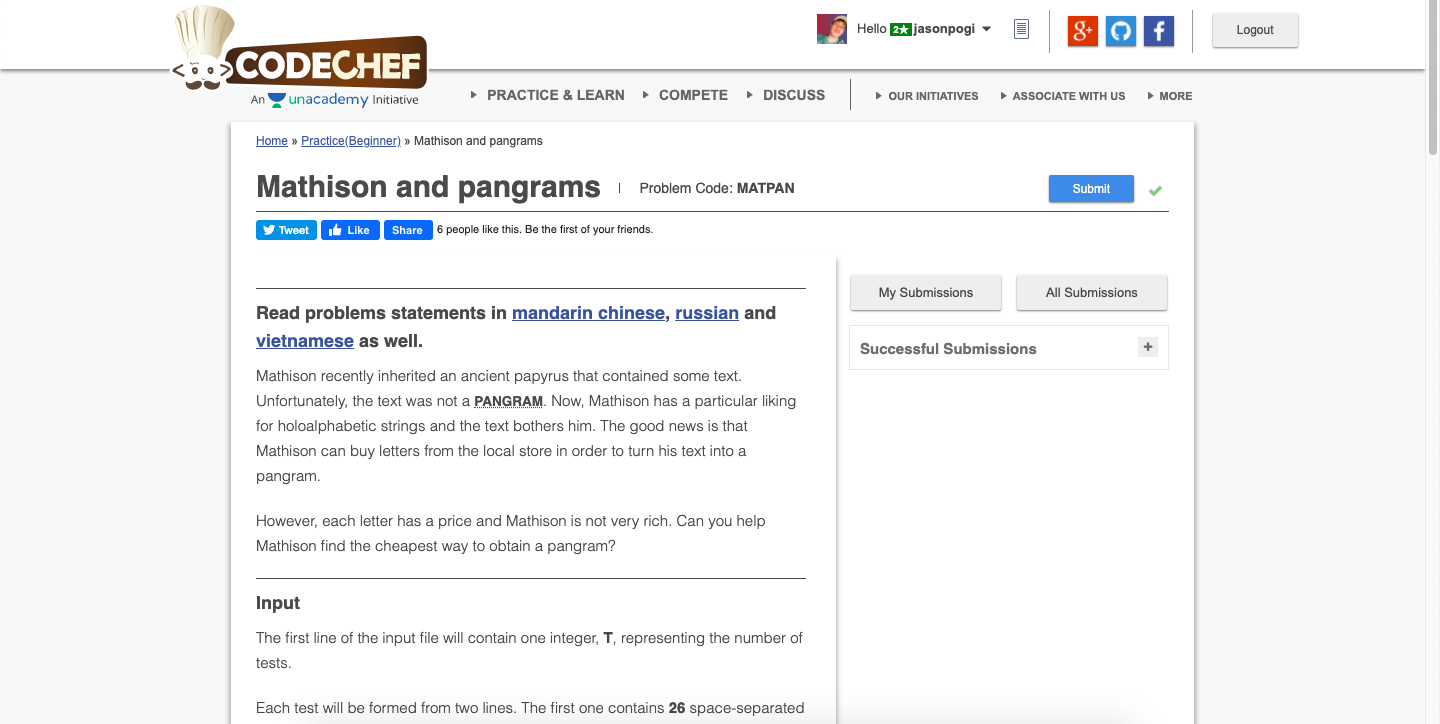 Hello 2★ jasonpogi
Logout
CODECHEF
An unacademy Initiative
PRACTICE & LEARN COMPETE DISCUSS OUR INITIATIVES ASSOCIATE WITH US MORE
Home » Practice(Beginner) » Mathison and pangrams
Mathison and pangrams
Problem Code: MATPAN
Submit
Tweet Like Share 6 people like this. Be the first of your friends.
Read problems statements in mandarin chinese, russian and
vietnamese as well.
Mathison recently inherited an ancient papyrus that contained some text.
Unfortunately, the text was not a PANGRAM. Now, Mathison has a particular liking
for holoalphabetic strings and the text bothers him. The good news is that
Mathison can buy letters from the local store in order to turn his text into a
pangram.
However, each letter has a price and Mathison is not very rich. Can you help
Mathison find the cheapest way to obtain a pangram?
Input
The first line of the input file will contain one integer, T, representing the number of
tests.
Each test will be formed from two lines. The first one contains 26 space-separated
My Submissions
All Submissions
Successful Submissions
+